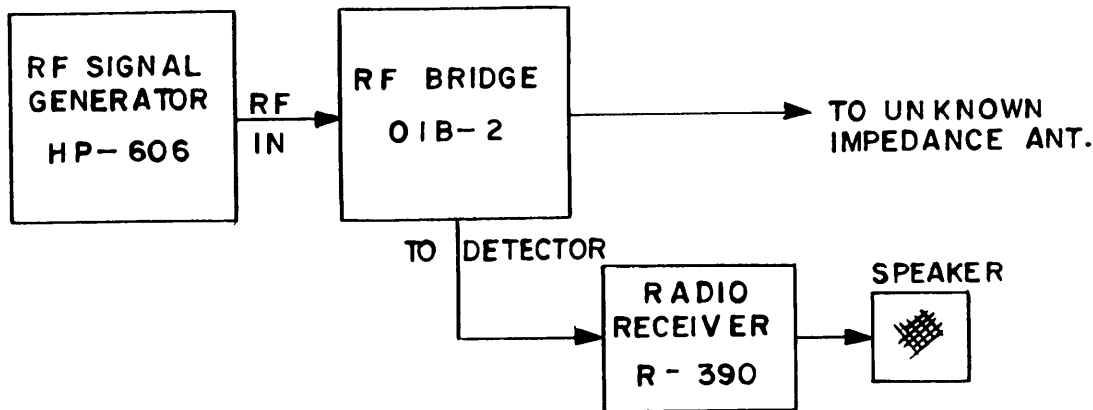 RF SIGNAL
GENERATOR
HP-606
RF
IN
RF BRIDGE
OIB-2
TO UNKNOWN
IMPEDANCE ANT.
TO DETECTOR
RADIO
RECEIVER
R-390
SPEAKER